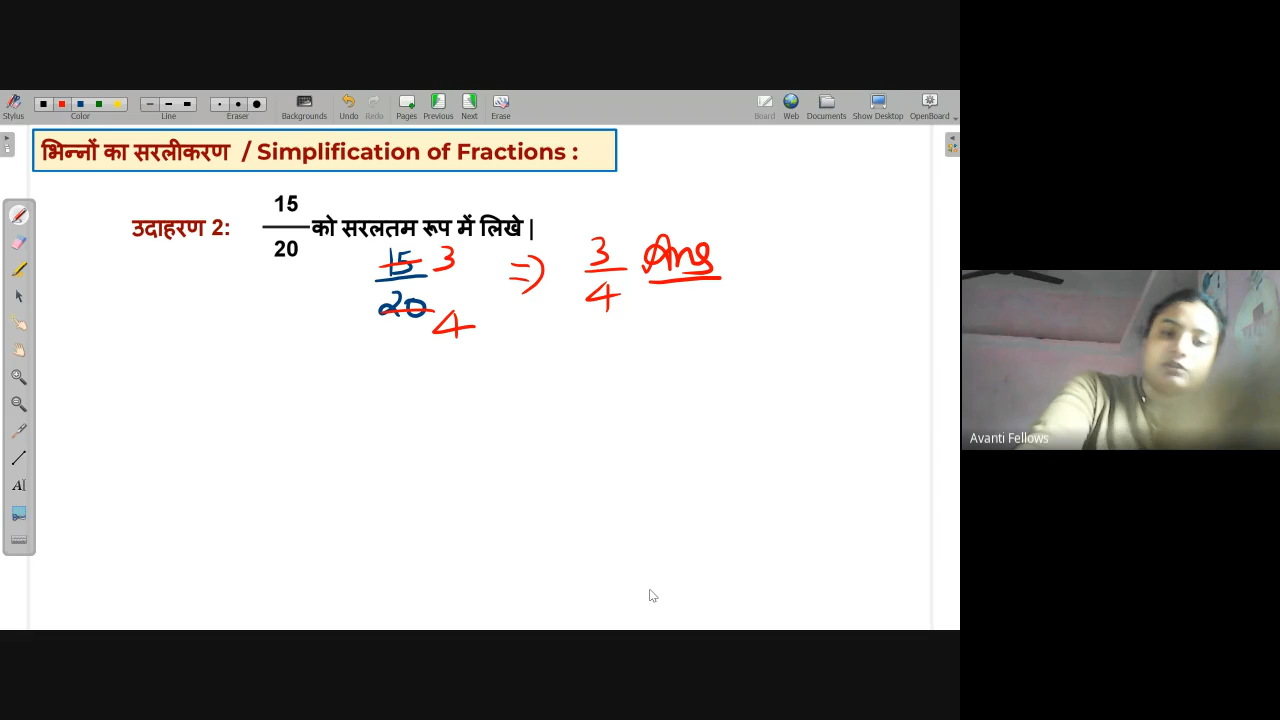 Stylus
Color
Line
Eraser
Backgrounds
Undo
Redo
Pages
Previous
Next
Erase
Board
Web
Documents
Show Desktop
OpenBoard
भिन्नों का सरलीकरण / Simplification of Fractions :
उदाहरण 2: 15/20 को सरलतम रूप में लिखे |
15 3
20 4
=> 3/4 Ans
Avanti Fellows